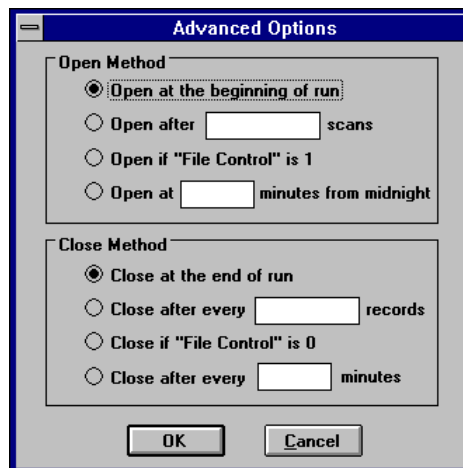 Advanced Options
Open Method
Open at the beginning of run
Open after scans
Open if "File Control" is 1
Open at minutes from midnight
Close Method
Close at the end of run
Close after every records
Close if "File Control" is 0
Close after every minutes
OK Cancel